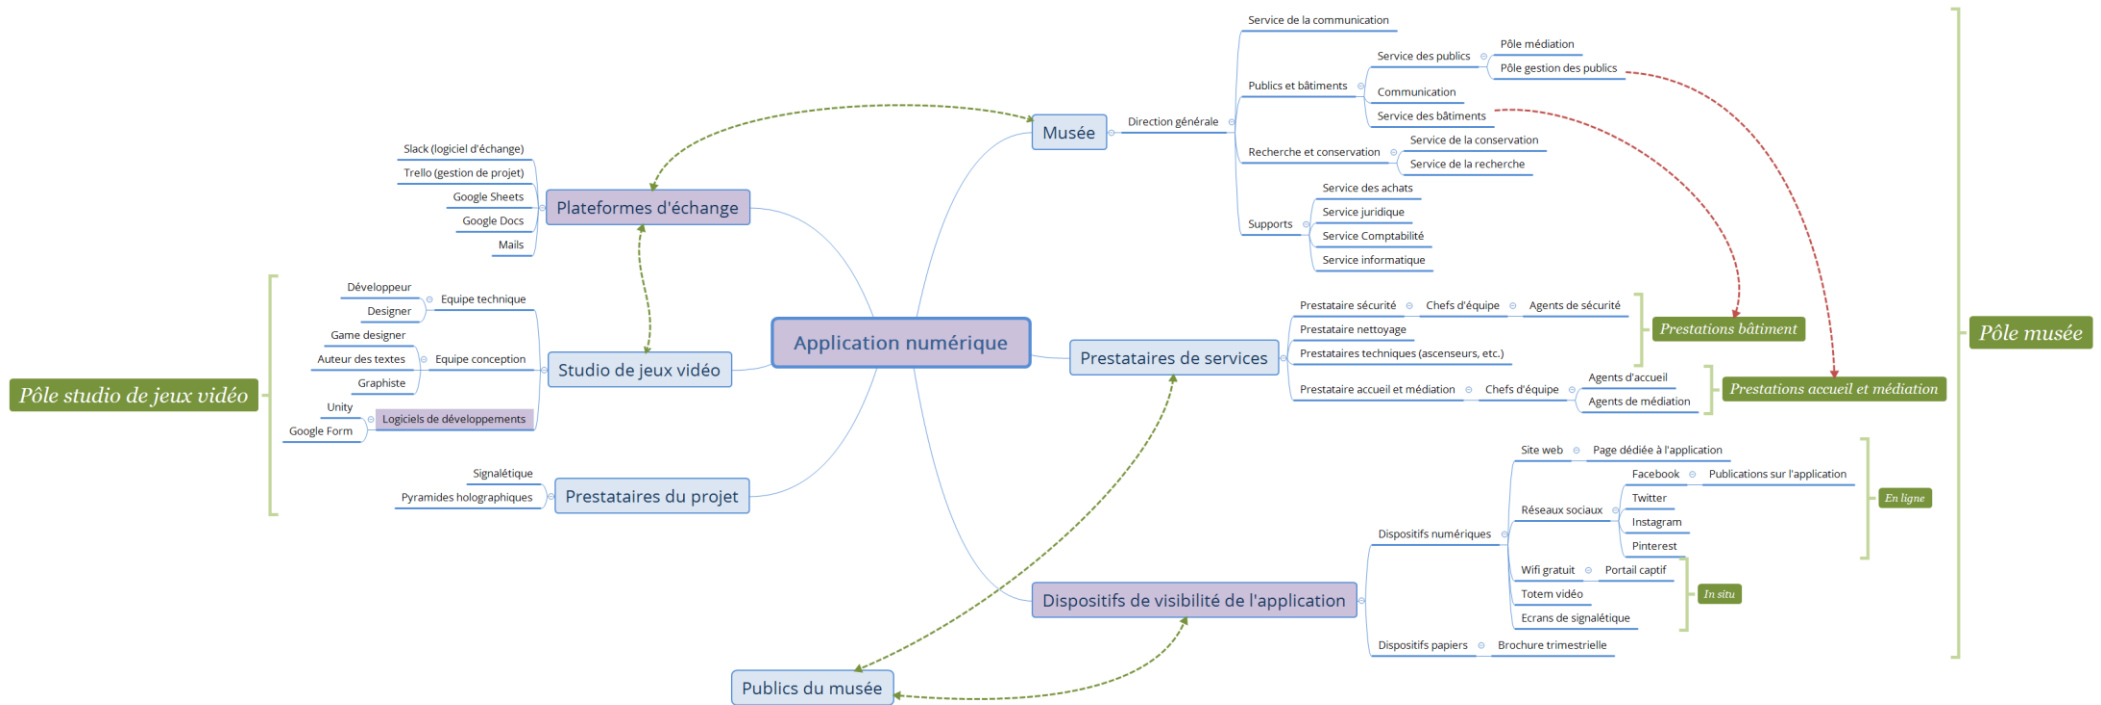 Service de la communication
Pôle médiation
Service des publics
Pôle gestion des publics
Publics et bâtiments
Communication
Service des bâtiments
Musée
Direction générale
Service de la conservation
Recherche et conservation
Service de la recherche
Service des achats
Service juridique
Supports
Service Comptabilité
Service informatique
Slack (logiciel d'échange)
Trello (gestion de projet)
Google Sheets
Plateformes d'échange
Google Docs
Mails
Développeur
Equipe technique
Designer
Game designer
Auteur des textes
Equipe conception
Studio de jeux vidéo
Graphiste
Pôle studio de jeux vidéo
Unity
Logiciels de développements
Google Form
Signalétique
Pyramides holographiques
Prestataires du projet
Application numérique
Prestataire sécurité
Chefs d'équipe
Agents de sécurité
Prestataire nettoyage
Prestations bâtiment
Pôle musée
Prestataires de services
Prestataires techniques (ascenseurs, etc.)
Agents d'accueil
Prestataire accueil et médiation
Chefs d'équipe
Prestations accueil et médiation
Agents de médiation
Site web
Page dédiée à l'application
Facebook
Publications sur l'application
Twitter
En ligne
Réseaux sociaux
Instagram
Dispositifs numériques
Pinterest
Wifi gratuit
Portail captif
Totem vidéo
In situ
Dispositifs de visibilité de l'application
Ecrans de signalétique
Dispositifs papiers
Brochure trimestrielle
Publics du musée